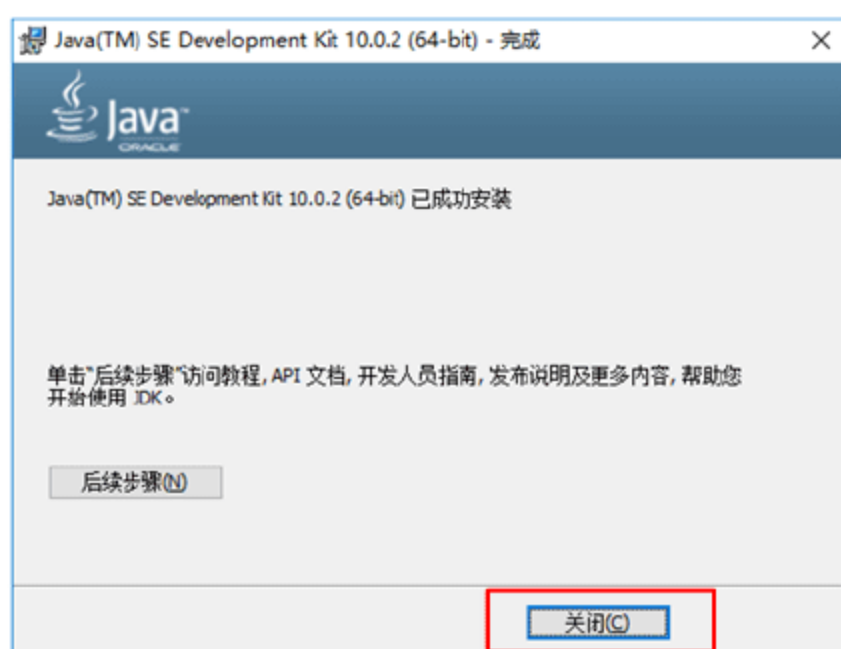 Java(TM) SE Development Kit 10.0.2 (64-bit) - 完成
Java™
ORACLE
Java(TM) SE Development Kit 10.0.2 (64-bit) 已成功安装
单击"后续步骤"访问教程, API 文档, 开发人员指南, 发布说明及更多内容, 帮助您
开始使用 JDK。
后续步骤(N)
关闭(C)